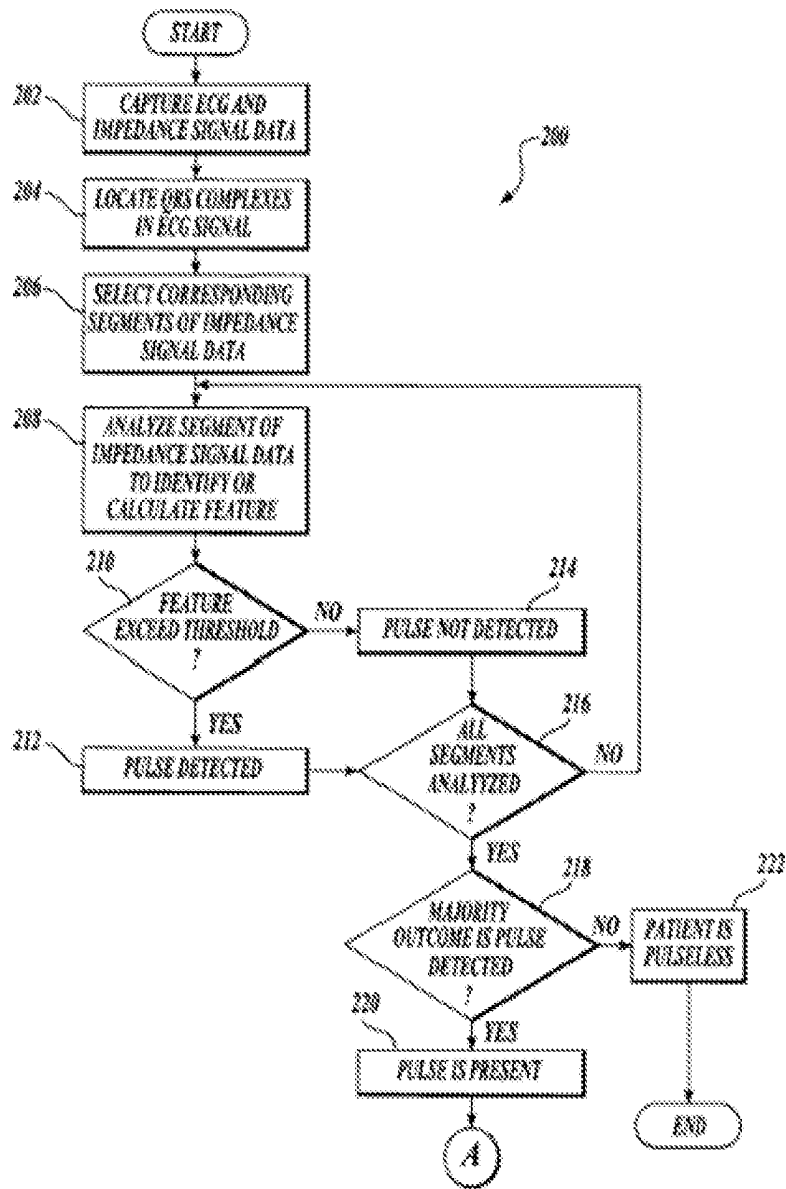 START
202
CAPTURE ECG AND
IMPEDANCE SIGNAL DATA
200
204
LOCATE QRS COMPLEXES
IN ECG SIGNAL
206
SELECT CORRESPONDING
SEGMENTS OF IMPEDANCE
SIGNAL DATA
208
ANALYZE SEGMENT OF
IMPEDANCE SIGNAL DATA
TO IDENTIFY OR
CALCULATE FEATURE
210
FEATURE
EXCEED THRESHOLD
?
NO
214
PULSE NOT DETECTED
YES
212
PULSE DETECTED
216
ALL
SEGMENTS
ANALYZED
?
NO
YES
218
MAJORITY
OUTCOME IS PULSE
DETECTED
?
NO
222
PATIENT IS
PULSELESS
YES
220
PULSE IS PRESENT
END
A